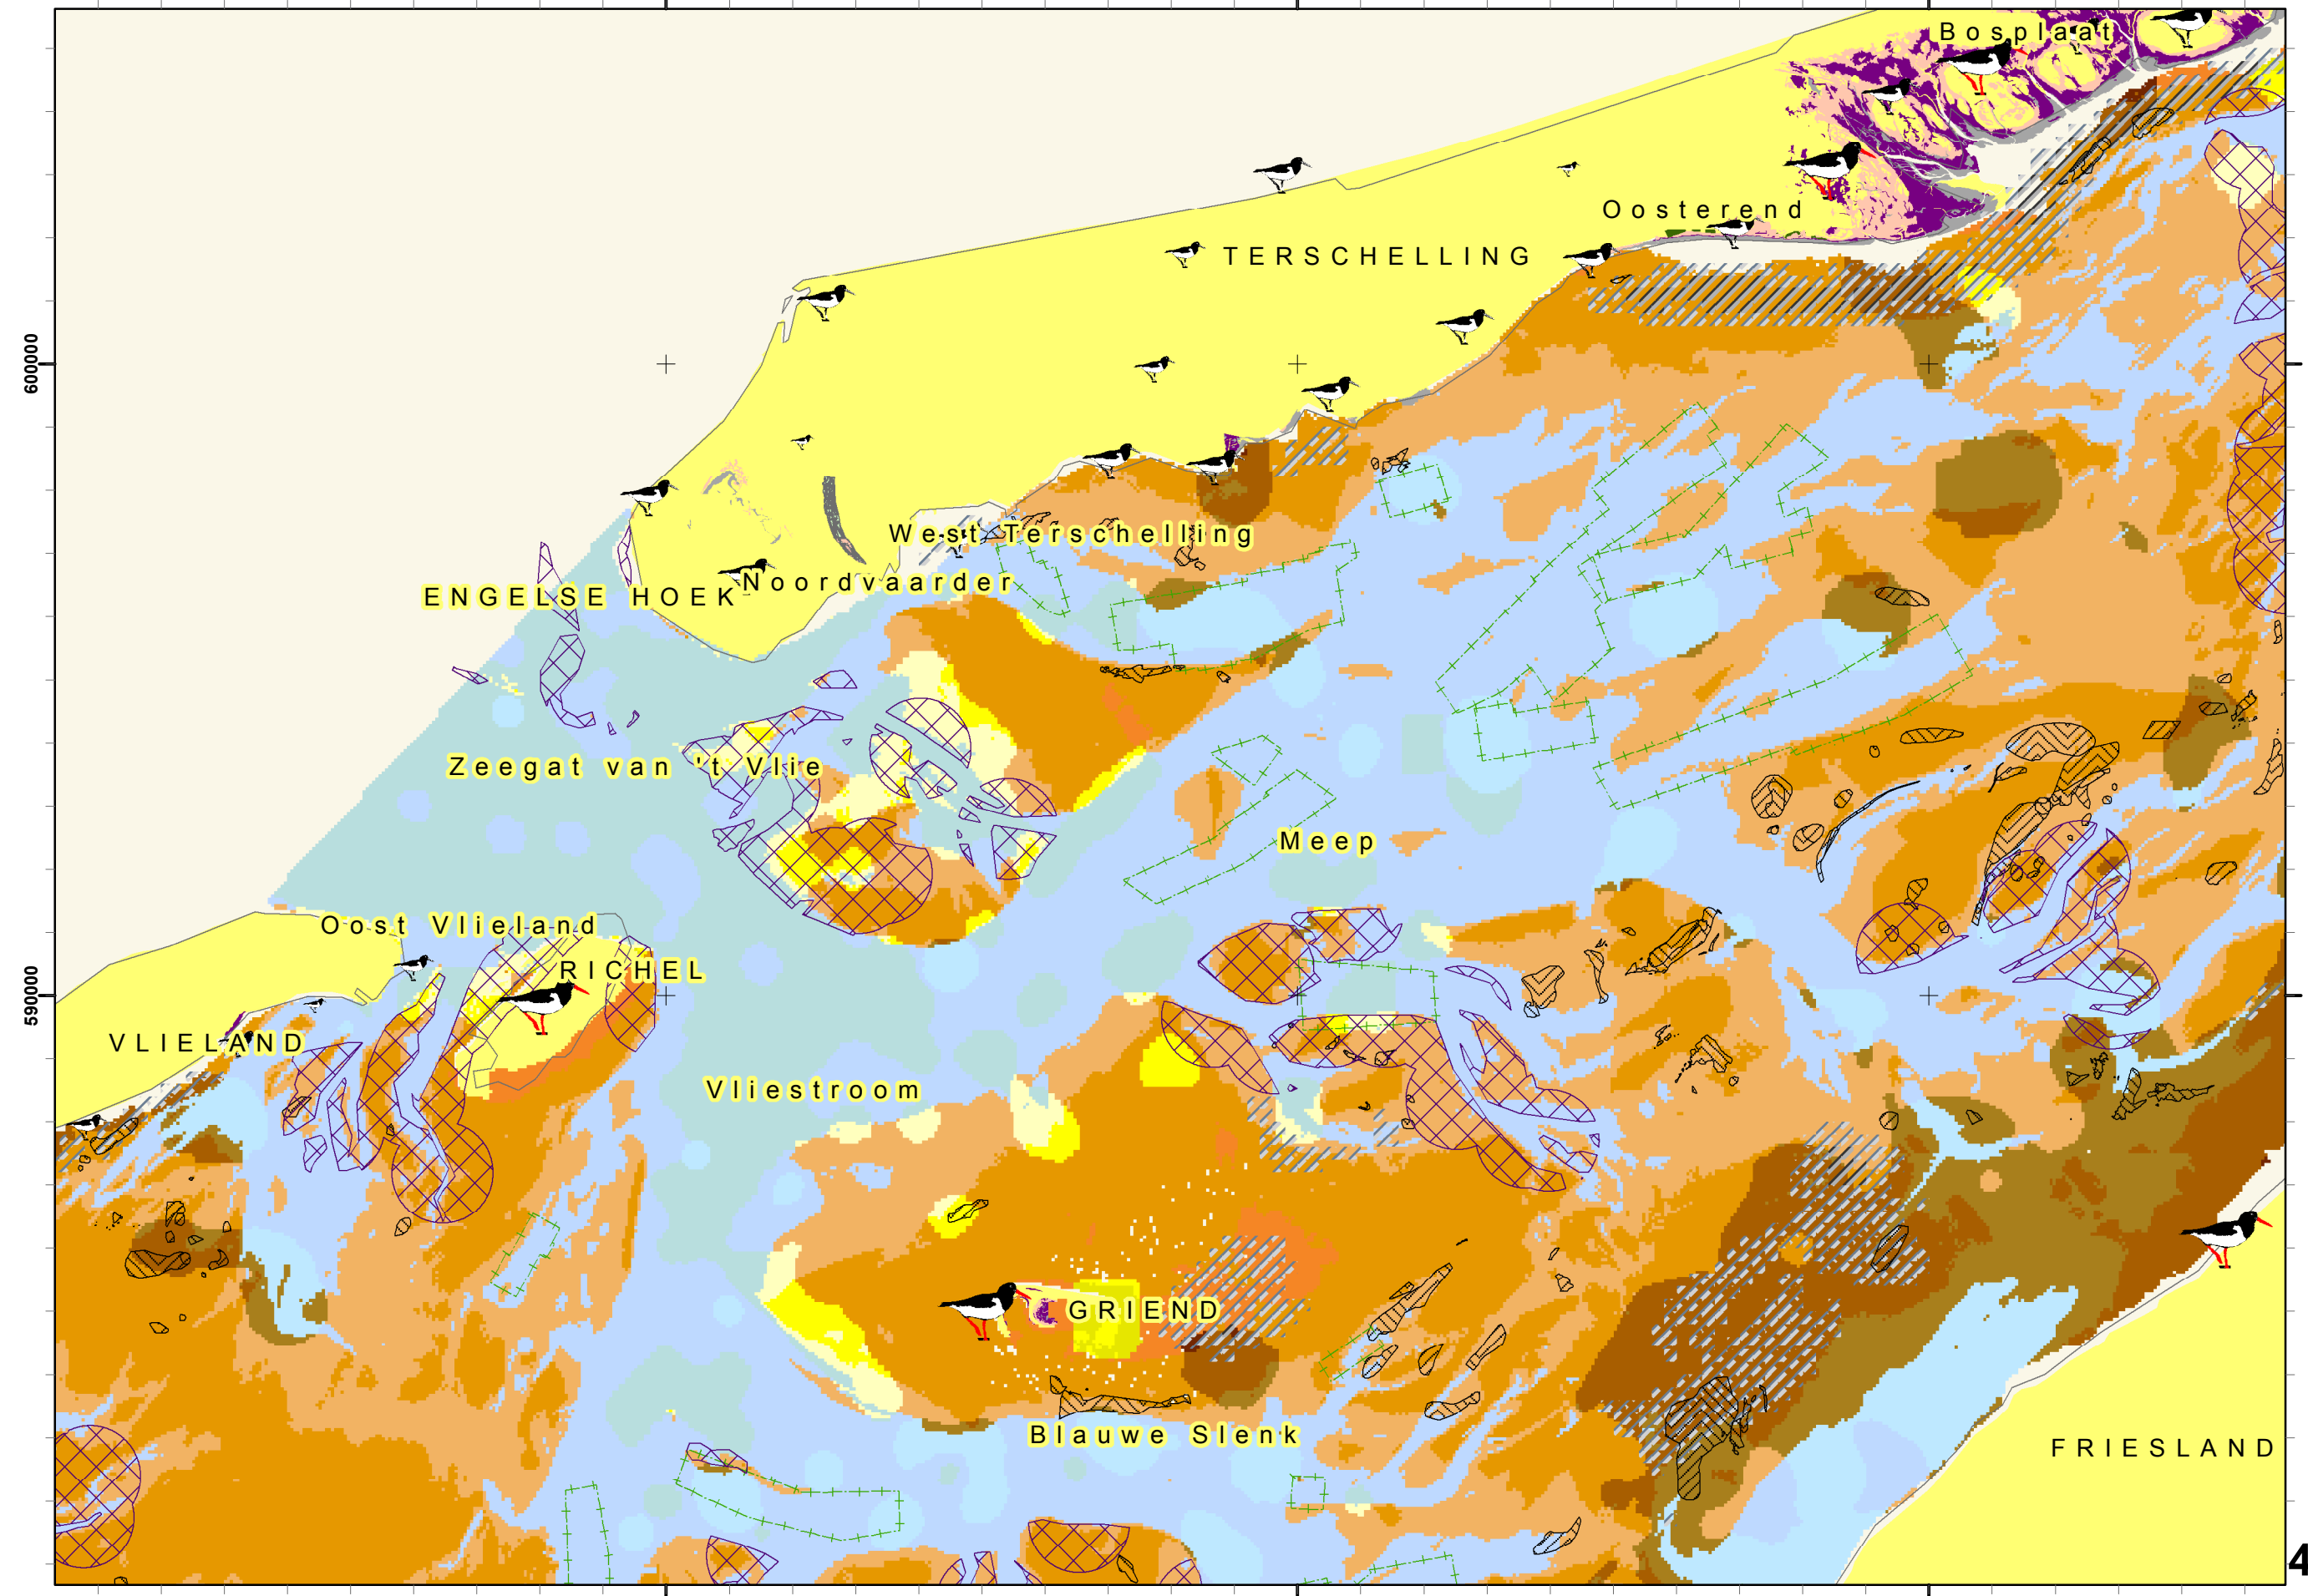 Bosplaat
Oosterend
TERSCHELLING
600000
West Terschelling
Noordvaarder
ENGELSE HOEK
Zeegat van 't Vlie
Meep
Oost Vlieland
RICHEL
590000
VLIELAND
Vliestroom
GRIEND
Blauwe Slenk
FRIESLAND
4